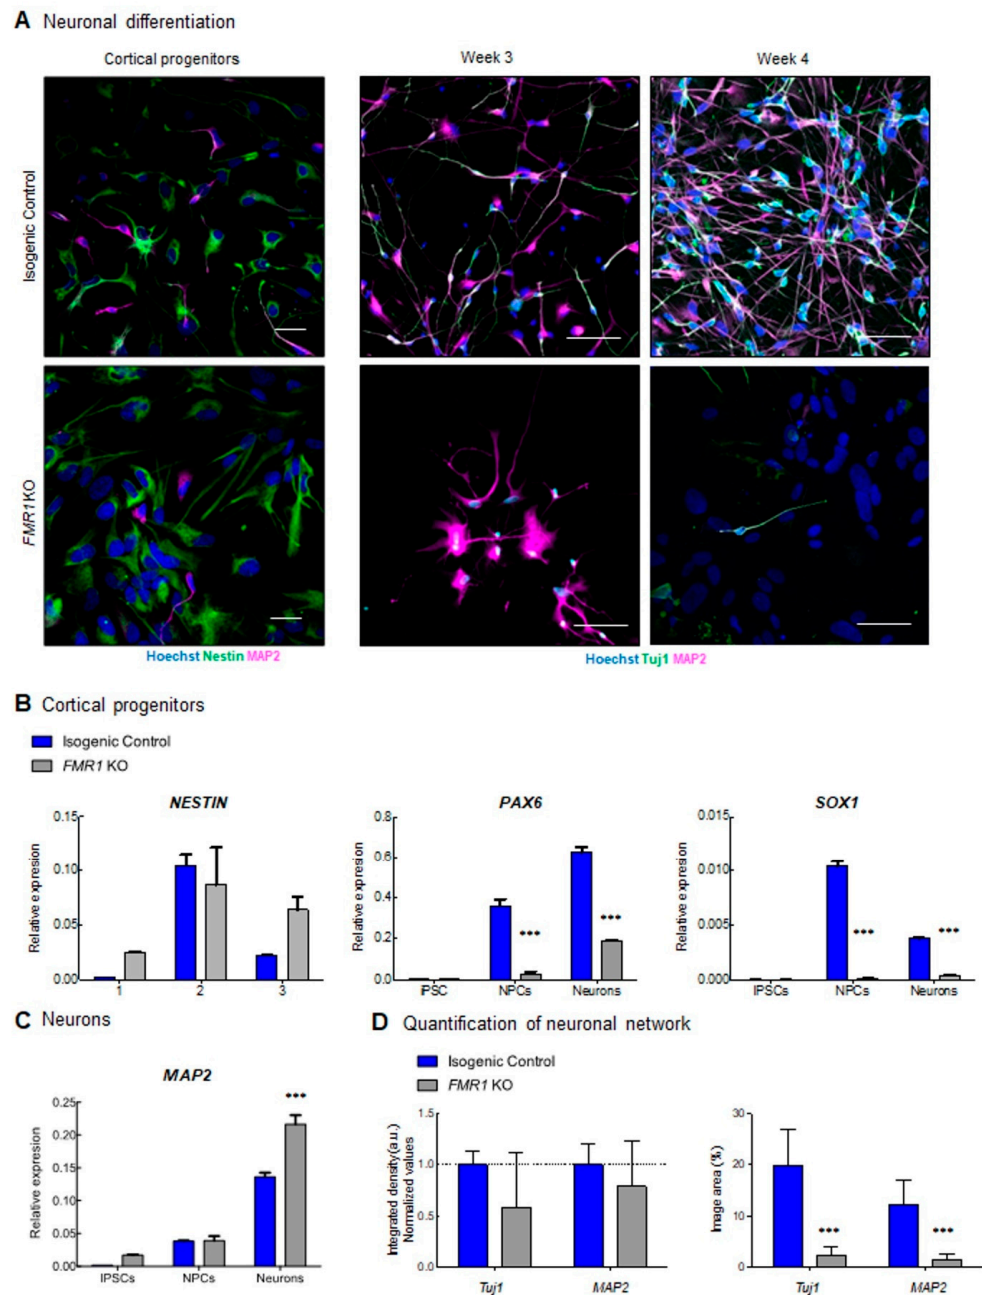 A Neuronal differentiation
Cortical progenitors Week 3 Week 4
Isogenic Control
FMR1KO
Hoechst Nestin MAP2 Hoechst Tuj1 MAP2
B Cortical progenitors
Isogenic Control
FMR1 KO
NESTIN PAX6 SOX1
Relative expresion
0.15
0.10
0.05
0.00
1 2 3
Relative expresion
0.8
0.6
0.4
0.2
0.0
IPSC NPCs Neurons
***
***
Relative expresion
0.015
0.010
0.005
0.000
IPSCs NPCs Neurons
***
***
C Neurons
MAP2
Relative expresion
0.25
0.20
0.15
0.10
0.05
0.00
IPSCs NPCs Neurons
***
D Quantification of neuronal network
Isogenic Control
FMR1 KO
Integrated density(a.u.)
Normalized values
1.5
1.0
0.5
0.0
Tuj1 MAP2
Image area (%)
30
20
10
0
Tuj1 MAP2
***
***